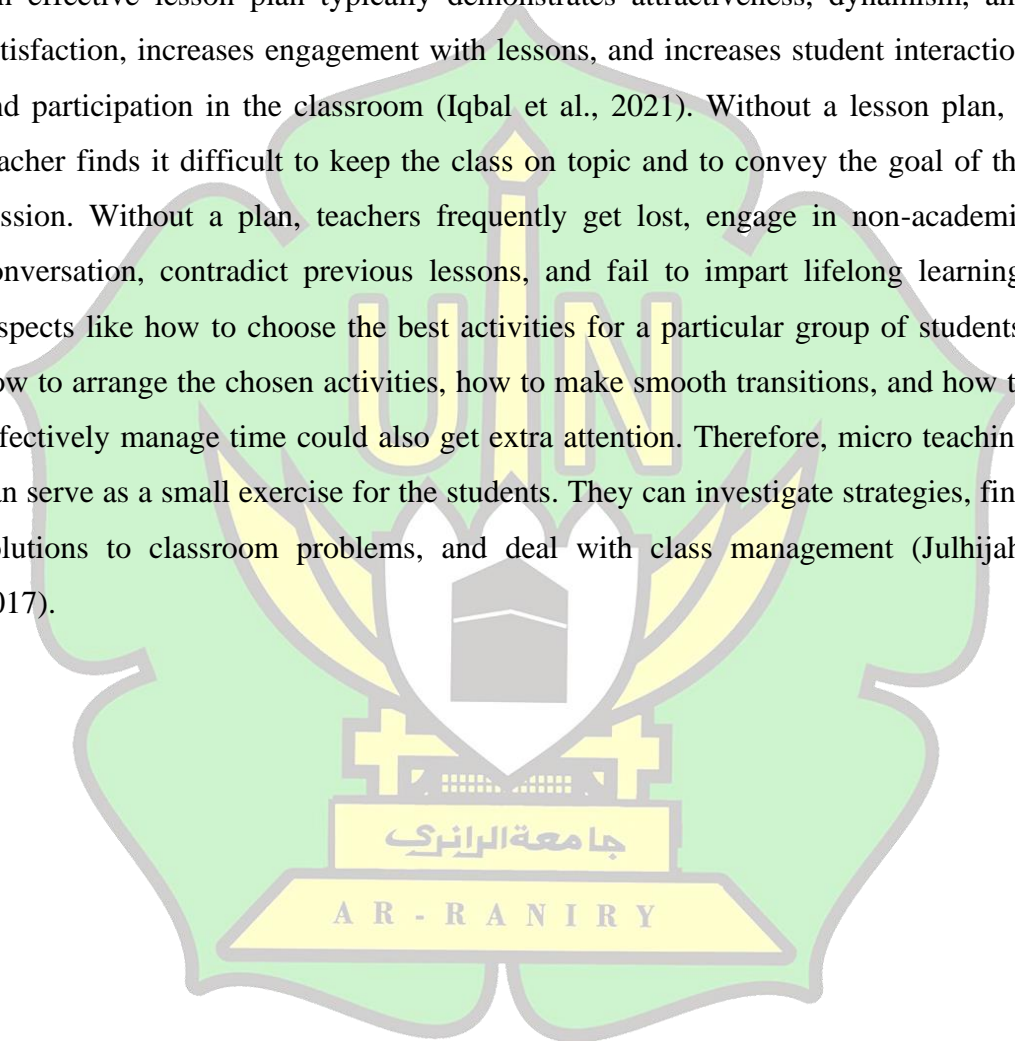 effective lesson plan typically demonstrates attractiveness, dynamism, an
tisfaction, increases engagement with lessons, and increases student interaction
nd participation in the classroom (Iqbal et al., 2021). Without a lesson plan,
acher finds it difficult to keep the class on topic and to convey the goal of th
ssion. Without a plan, teachers frequently get lost, engage in non-academi
onversation, contradict previous lessons, and fail to impart lifelong learning
spects like how to choose the best activities for a particular group of students
ow to arrange the chosen activities, how to make smooth transitions, and how t
fectively manage time could also get extra attention. Therefore, micro teachin
an serve as a small exercise for the students. They can investigate strategies, fin
olutions to classroom problems, and deal with class management (Julhijah
017).
UIN
جامعة الرانري
AR-RANIRY